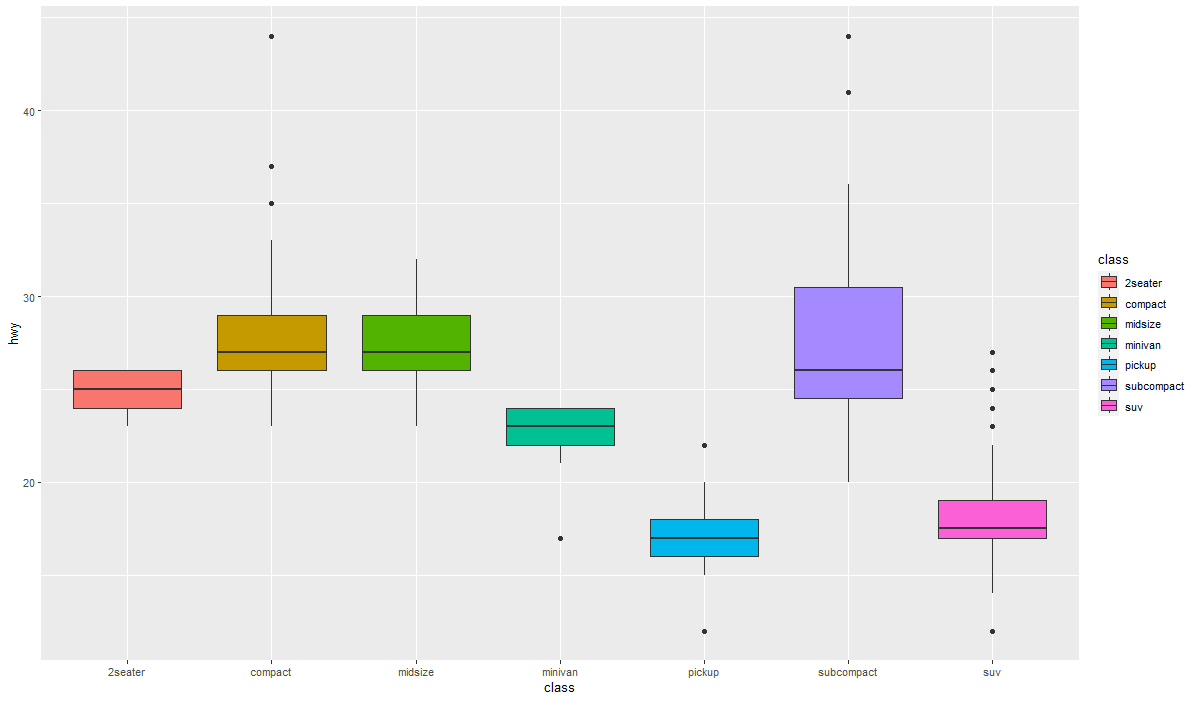 hwy
40
30
20
2seater compact midsize minivan pickup subcompact suv
class
class
2seater
compact
midsize
minivan
pickup
subcompact
suv